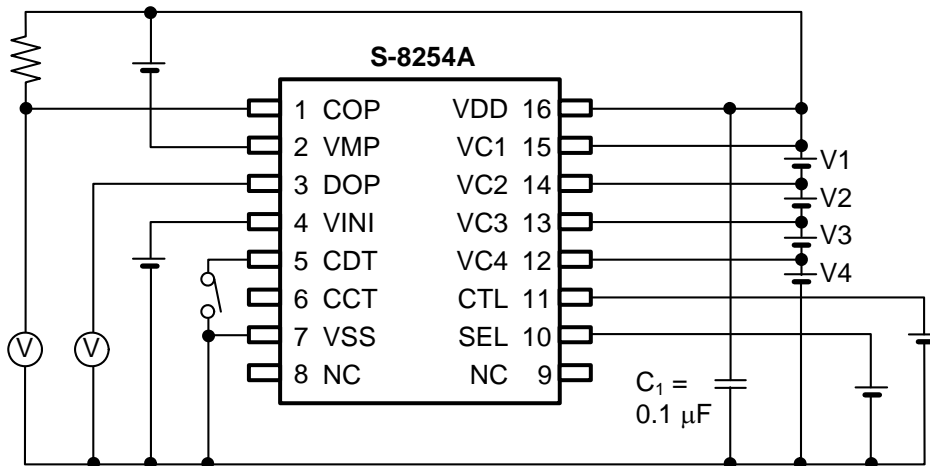 S-8254A
1 COP VDD 16
2 VMP VC1 15
3 DOP VC2 14
4 VINI VC3 13
5 CDT VC4 12
6 CCT CTL 11
7 VSS SEL 10
8 NC NC 9
V1
V2
V3
V4
V
V
C₁ =
0.1 μF